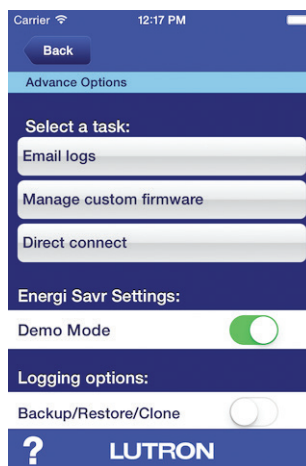 Carrier 12:17 PM
Back
Advance Options
Select a task:
Email logs
Manage custom firmware
Direct connect
Energi Savr Settings:
Demo Mode
Logging options:
Backup/Restore/Clone
? LUTRON